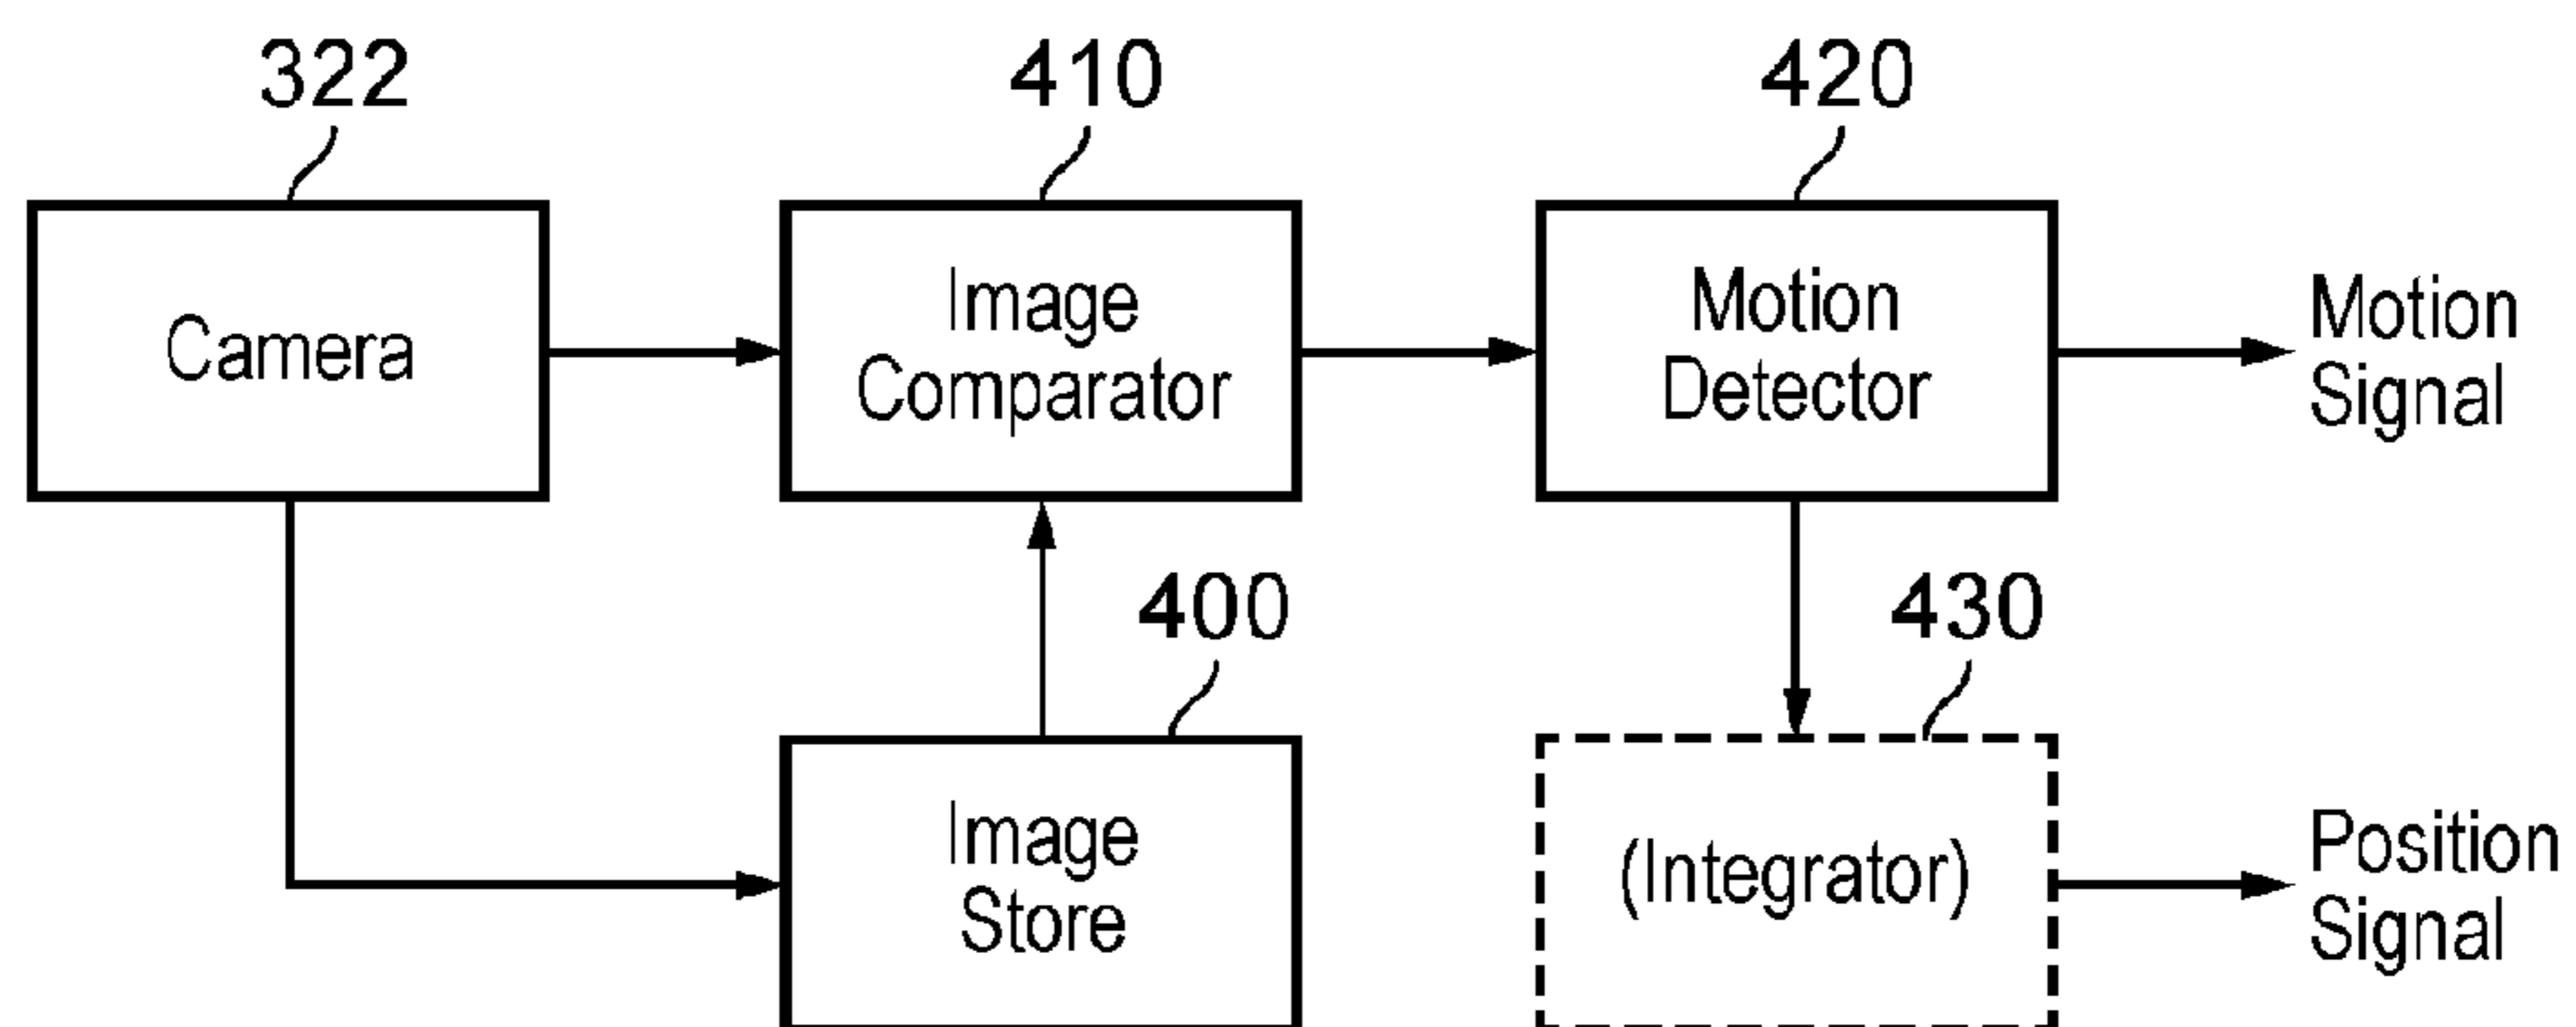 322
410
420
Camera
Image
Comparator
Motion
Detector
Motion
Signal
400
430
Image
Store
(Integrator)
Position
Signal